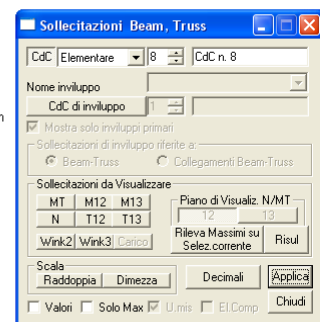 Sollecitazioni Beam, Truss
CdC Elementare 8 CdC n. 8
Nome inviluppo
CdC di inviluppo 1
n
Mostra solo inviluppi primari
Sollecitazioni di inviluppo riferite a:
Beam-Truss Collegamenti Beam-Truss
Sollecitazioni da Visualizzare
MT M12 M13 Piano di Visualiz. N/MT
N T12 T13 12 13
Wink2 Wink3 Carico Rileva Massimi su Selez.corrente Risul
Scala
Raddoppia Dimezza Decimali Applica
Valori Solo Max U.mis El.Comp Chiudi